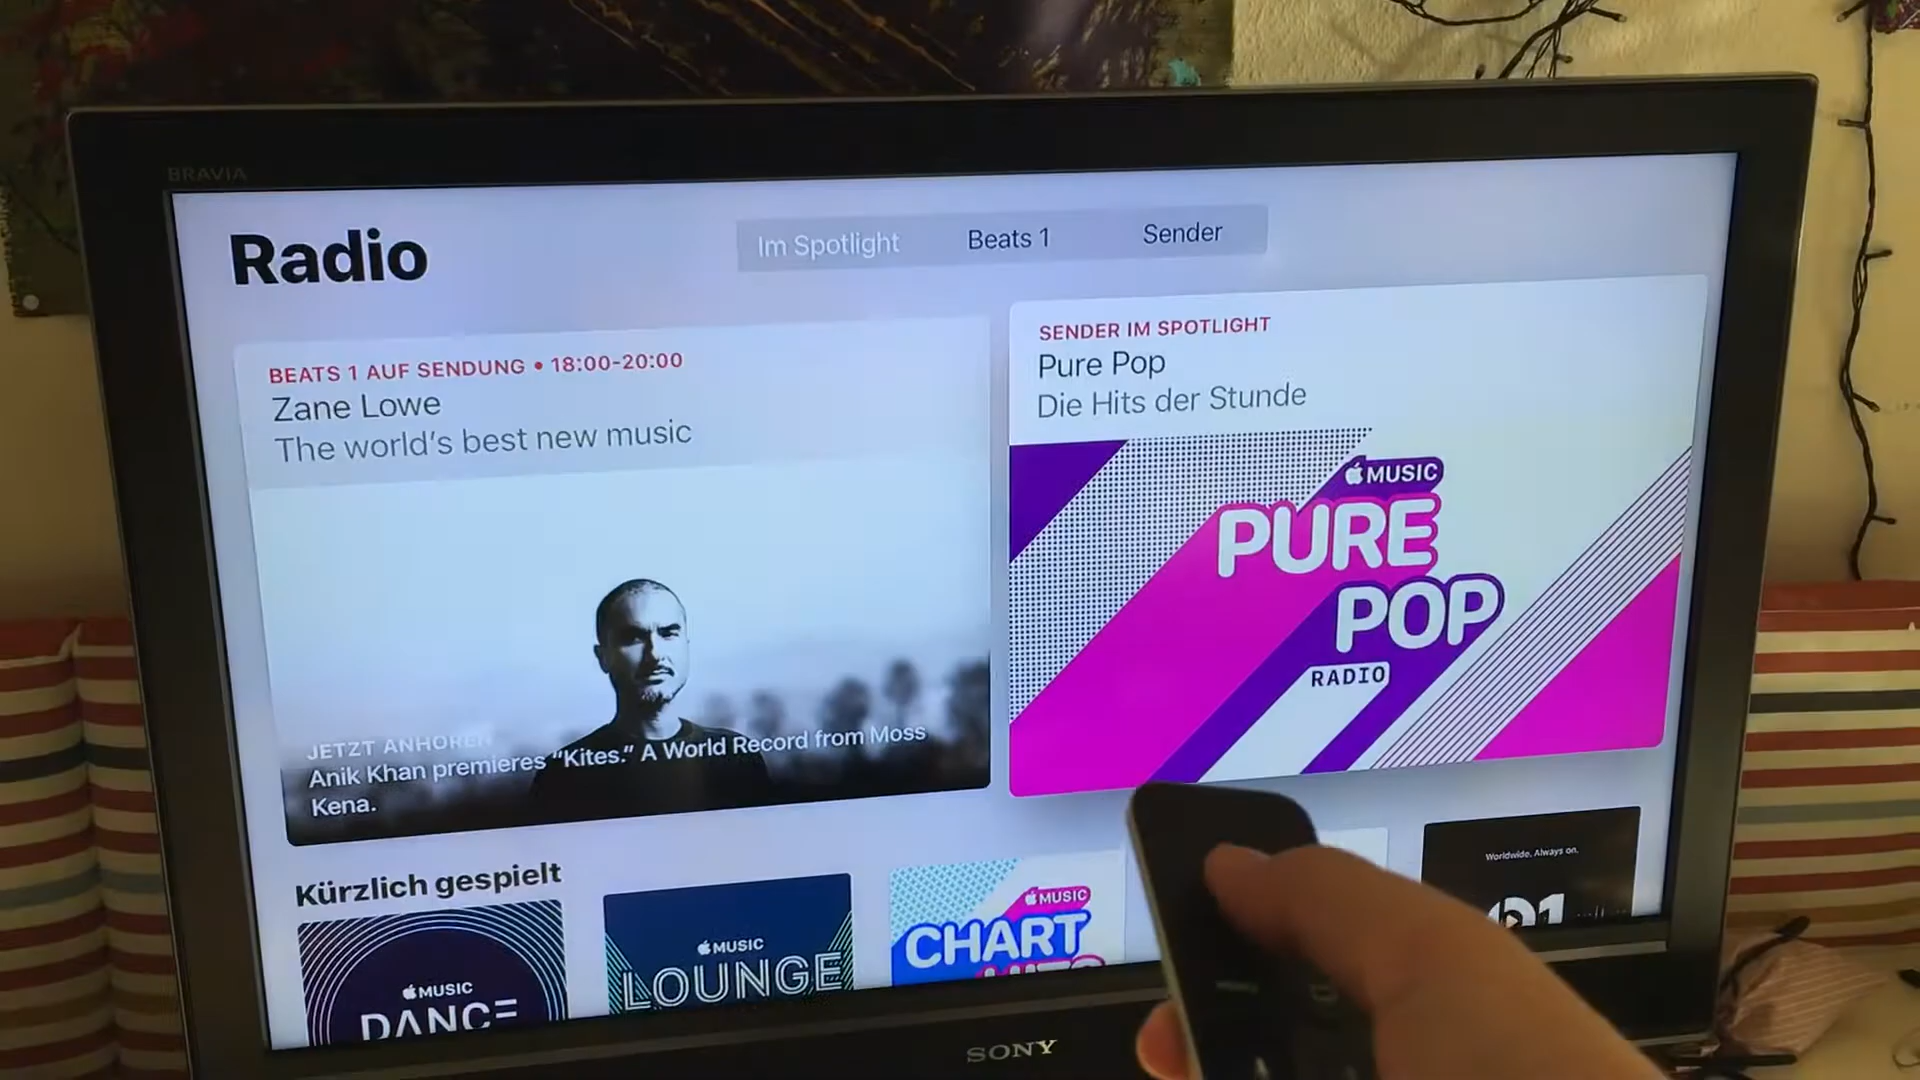 BRAVIA
Radio
Im Spotlight
Beats 1
Sender
BEATS 1 AUF SENDUNG • 18:00-20:00
Zane Lowe
The world's best new music
JETZT ANHÖREN
Anik Khan premieres "Kites." A World Record from Moss
Kena.
SENDER IM SPOTLIGHT
Pure Pop
Die Hits der Stunde
MUSIC
PURE
POP
RADIO
Kürzlich gespielt
MUSIC
DANCE
MUSIC
LOUNGE
MUSIC
CHART
HITS
Worldwide. Always on.
SONY
MENU